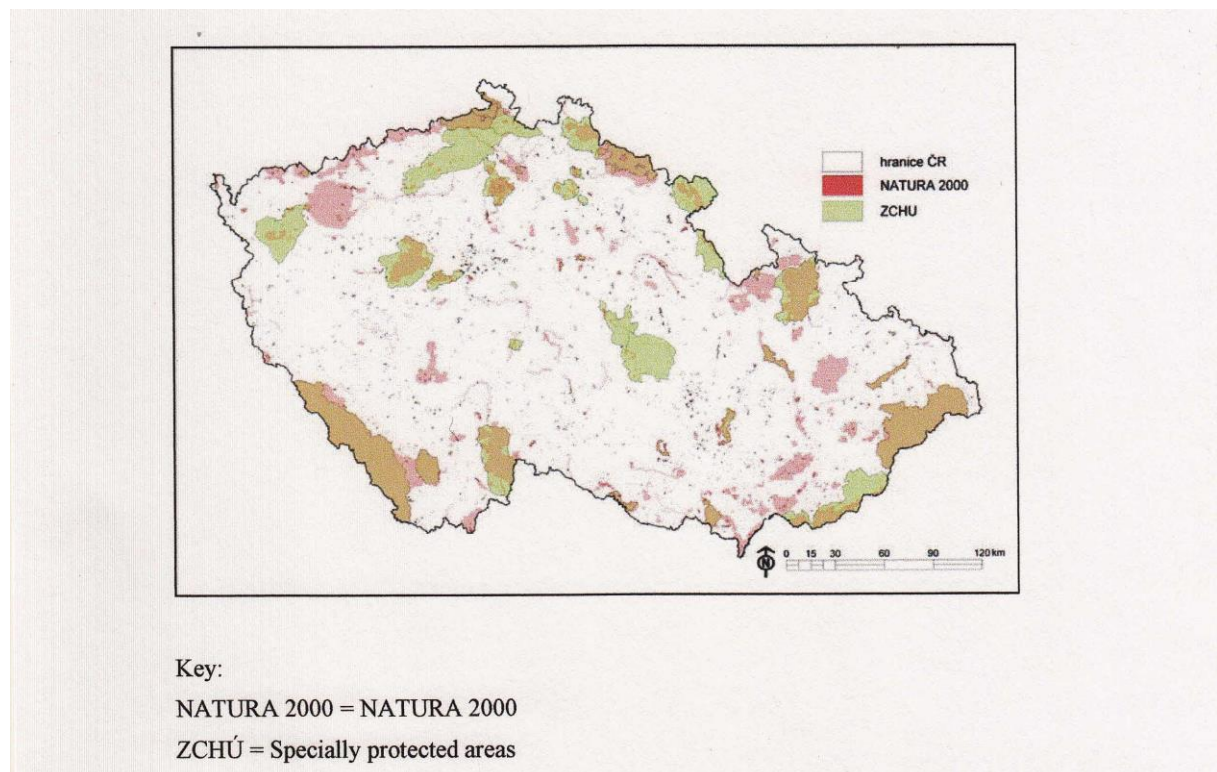 hranice ČR
NATURA 2000
ZCHU
N
0 15 30 60 90 120 km
Key:
NATURA 2000 = NATURA 2000
ZCHÚ = Specially protected areas